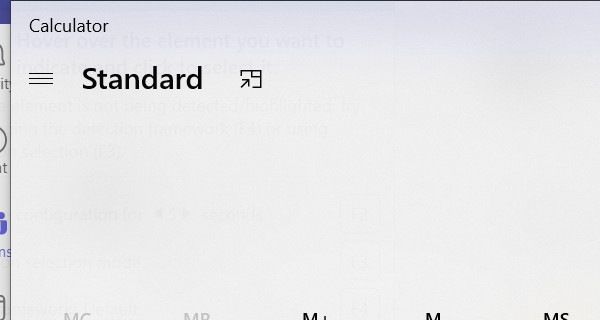 Calculator
Hover over the element you want to
indicate and click to select it.
Standard
element is not being detected/highlighted, try
the detection framework (F4) or using
selection (F3)
configuration for 5 seconds F2
selection mode F3
F4
MC MR M+ M MS